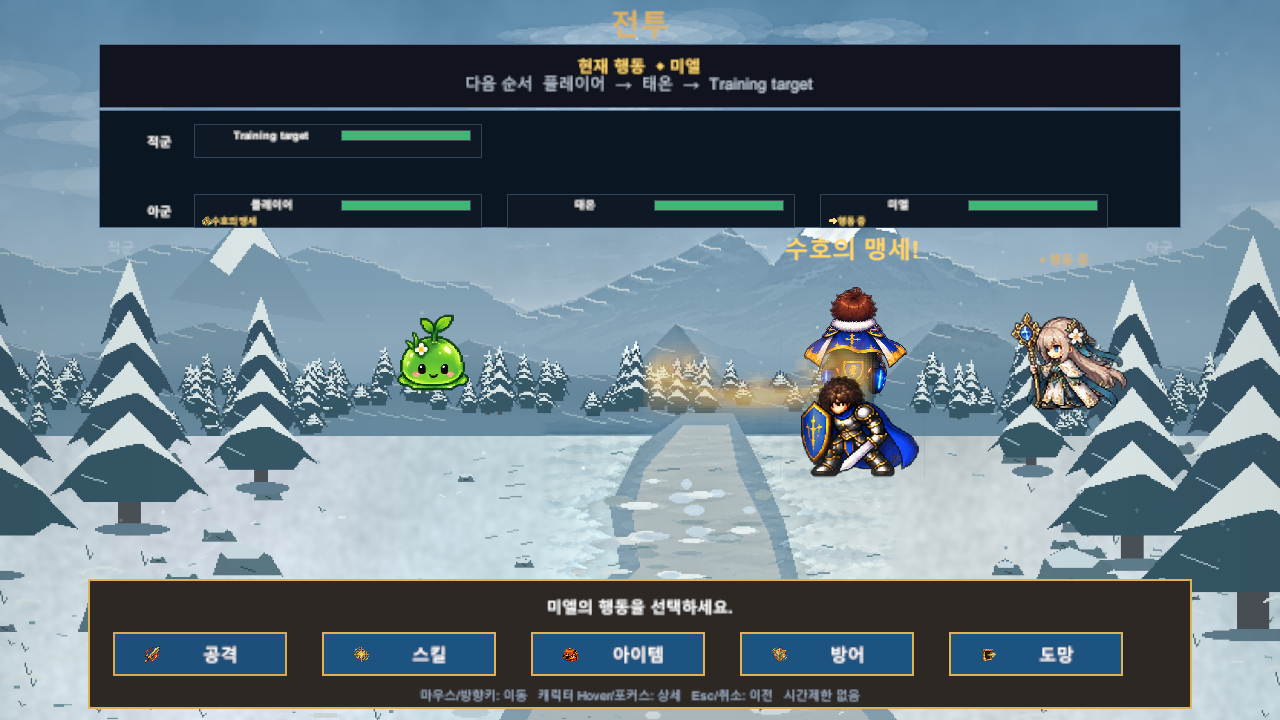 전투
현재 행동 ◆ 미엘
다음 순서 플레이어 → 태온 → Training target
적군 Training target
아군 플레이어 태온 미엘
수호의 맹세 →행동 중
적군 수호의 맹세! ◆ 행동 중 아군
미엘의 행동을 선택하세요.
공격 스킬 아이템 방어 도망
마우스/방향키: 이동 캐릭터 Hover/포커스: 상세 Esc/취소: 이전 시간제한 없음